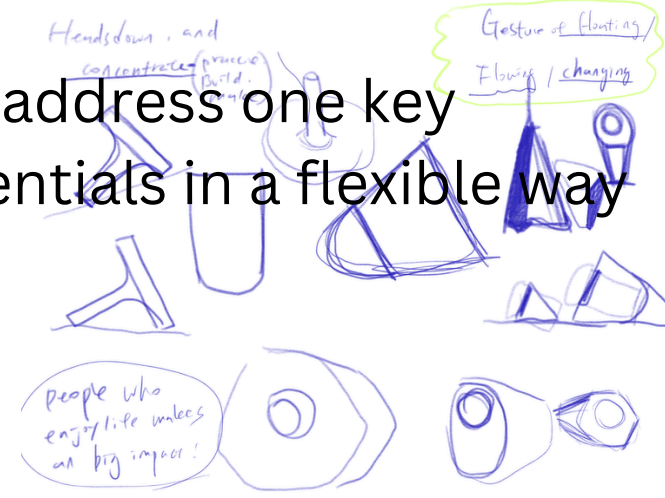 Headsdown, and
concentrate (practice
Build.
Gesture of floating/
Flowing / changing
address one key
entials in a flexible way
people who
enjoy life makes
an big impact!